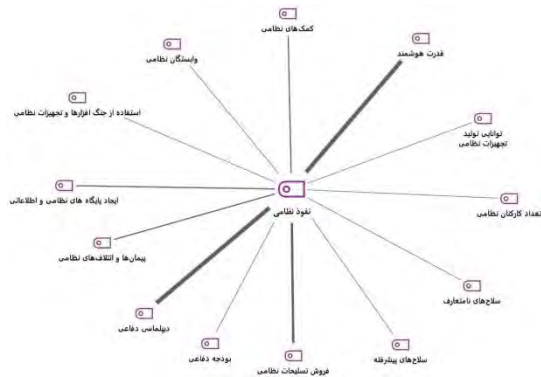 کمک‌های نظامی
قدرت هوشمند
وابستگان نظامی
استفاده از جنگ افزارها و تجهیزات نظامی
توانایی تولید
تجهیزات نظامی
ایجاد پایگاه های نظامی و اطلاعاتی
نفوذ نظامی
تعداد کارکنان نظامی
پیمان‌ها و ائتلاف‌های نظامی
سلاح‌های نامتعارف
دیپلماسی دفاعی
بودجه دفاعی
سلاح‌های پیشرفته
فروش تسلیحات نظامی